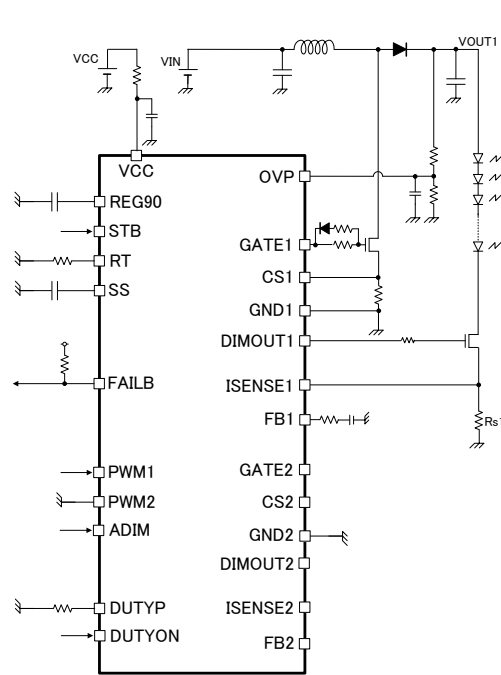 VCC
VIN
VOUT1
VCC
OVP
REG90
STB
GATE1
RT
CS1
SS
GND1
DIMOUT1
FAILB
ISENSE1
FB1
PWM1
GATE2
PWM2
CS2
ADIM
GND2
DIMOUT2
DUTYP
ISENSE2
DUTYON
FB2